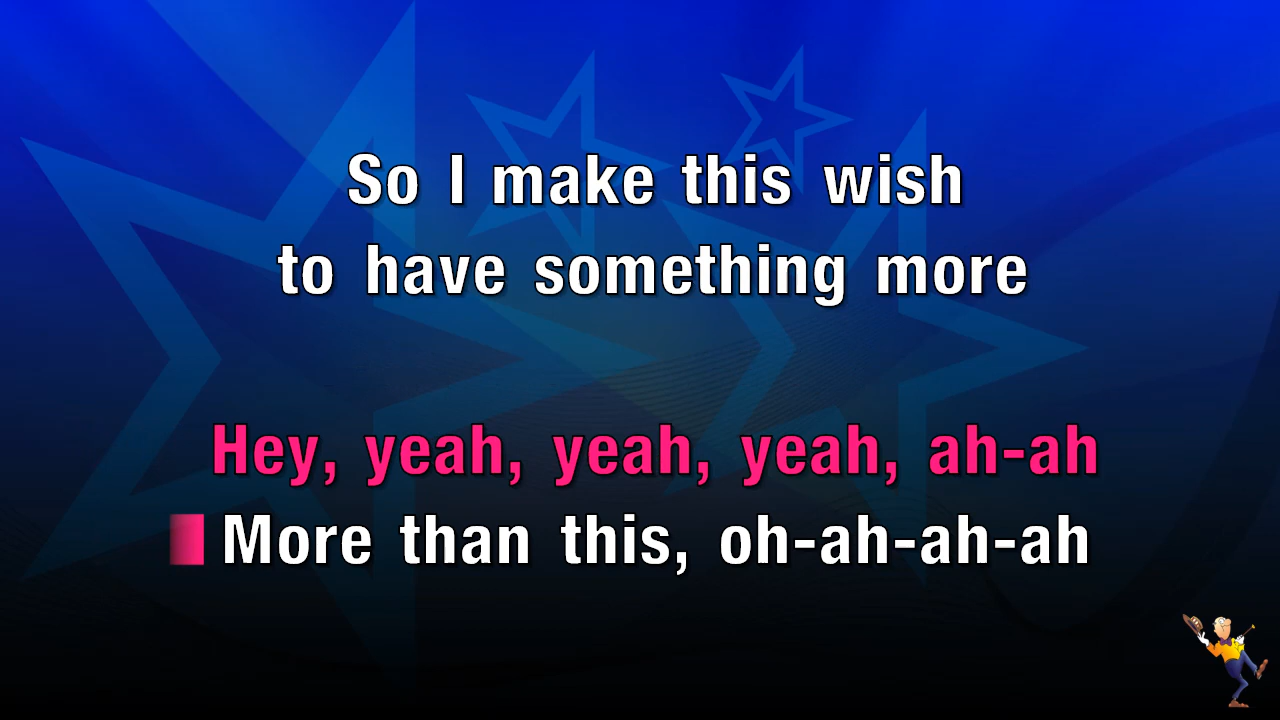 So I make this wish
to have something more
Hey, yeah, yeah, yeah, ah-ah
More than this, oh-ah-ah-ah